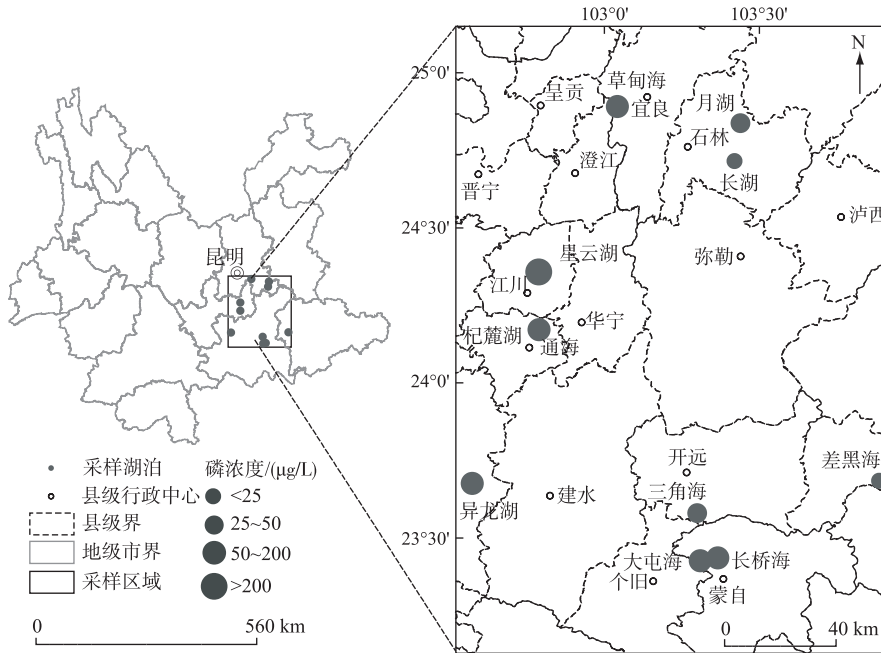 昆明
采样湖泊
县级行政中心
县级界
地级市界
采样区域
磷浓度/(μg/L)
<25
25~50
50~200
>200
0 560 km
103°0' 103°30'
25°0'
24°30'
24°0'
23°30'
N
草甸海
呈贡
宜良
月湖
石林
澄江
长湖
晋宁
泸西
星云湖
弥勒
江川
华宁
杞麓湖
通海
开远
差黑海
三角海
建水
异龙湖
大屯海
长桥海
个旧
蒙自
0 40 km